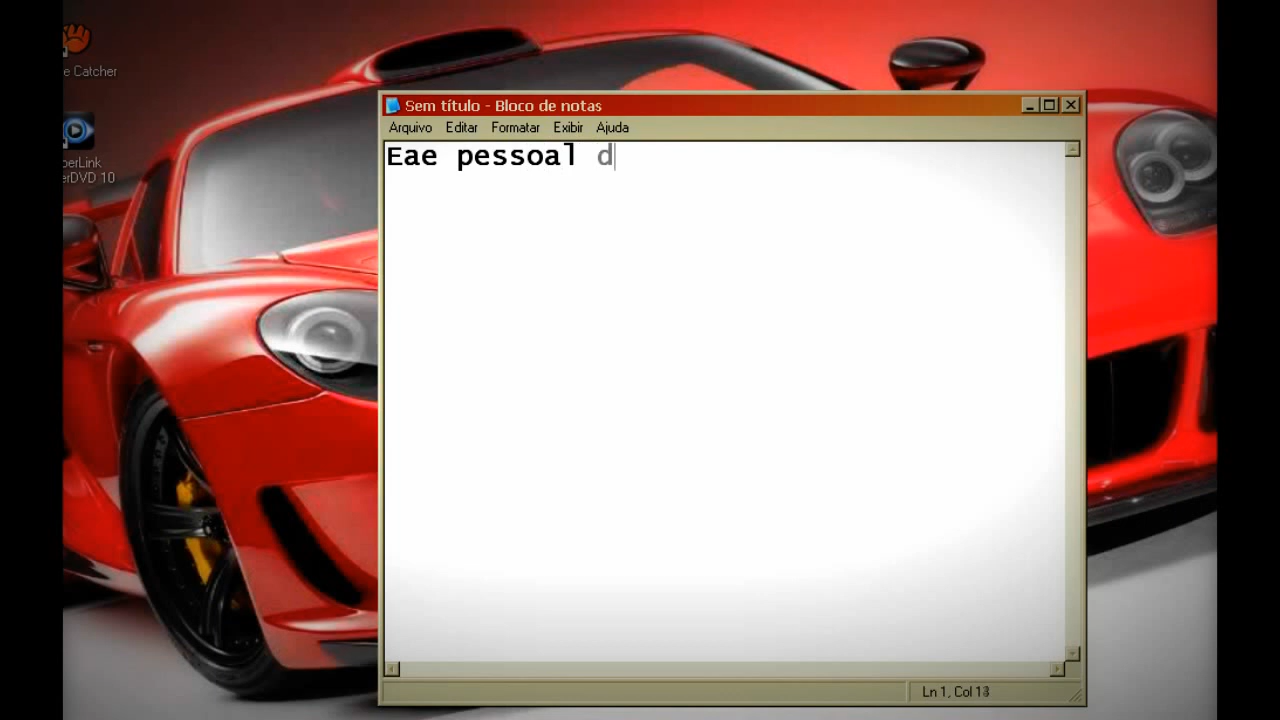 e Catcher
berLink
erDVD 10
Sem título - Bloco de notas
Arquivo Editar Formatar Exibir Ajuda
Eae pessoal d
Ln 1, Col 13